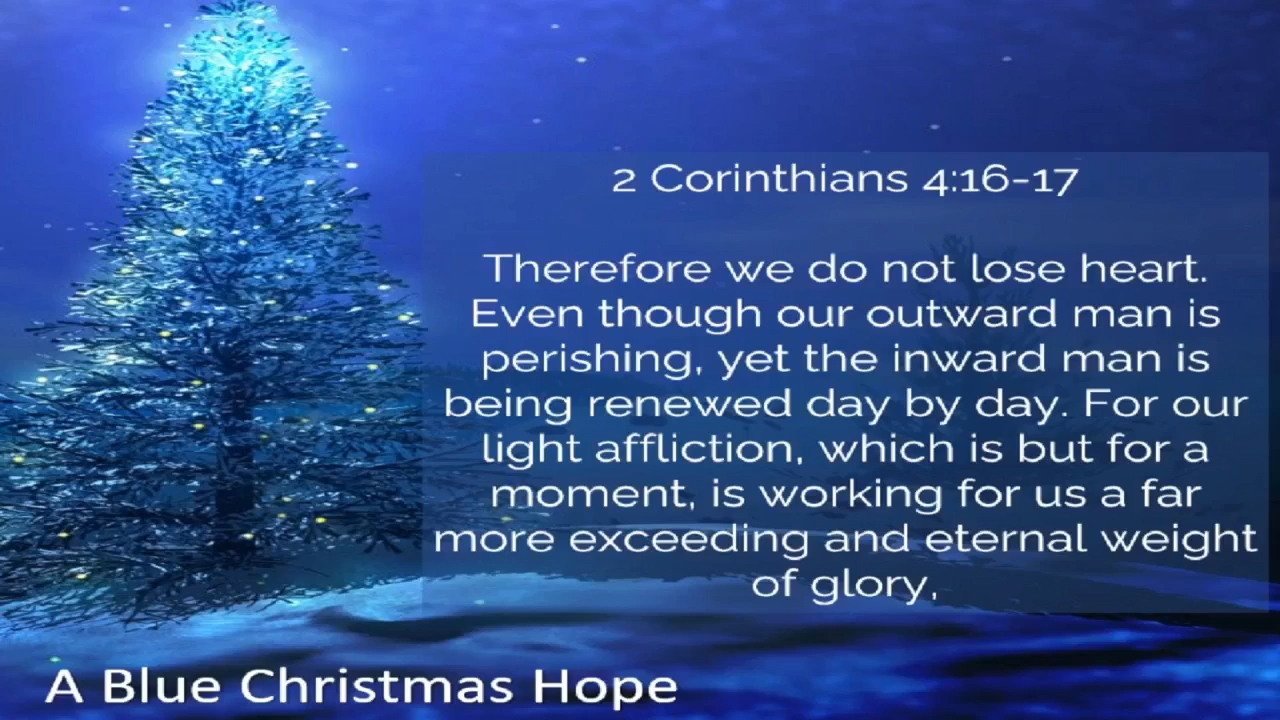 2 Corinthians 4:16-17
Therefore we do not lose heart.
Even though our outward man is
perishing, yet the inward man is
being renewed day by day. For our
light affliction, which is but for a
moment, is working for us a far
more exceeding and eternal weight
of glory,
A Blue Christmas Hope